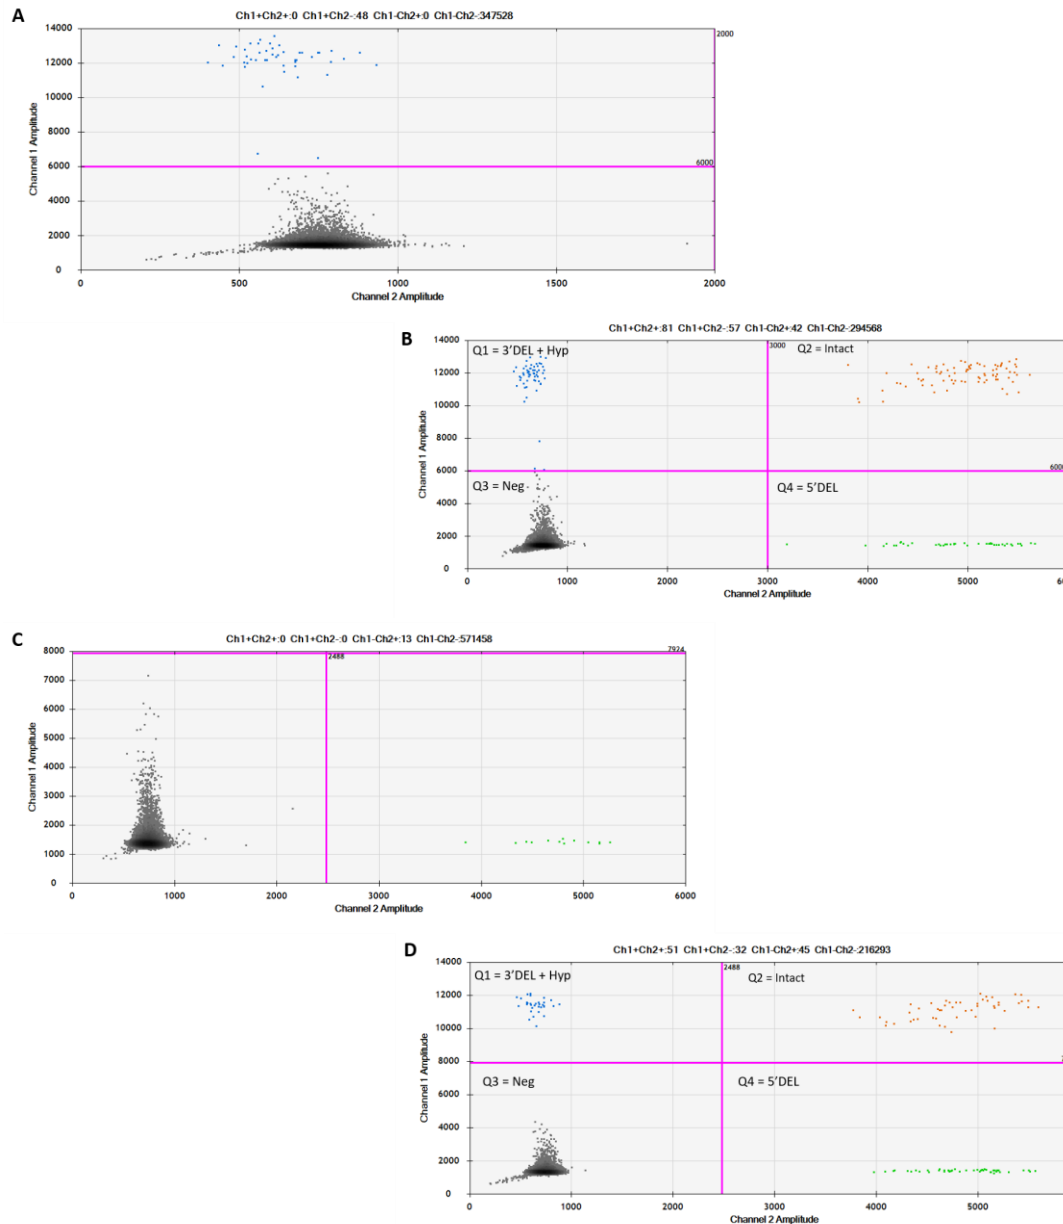 A
Ch1+Ch2+:0 Ch1+Ch2-:48 Ch1-Ch2+:0 Ch1-Ch2-:347528
2000
14000
12000
10000
8000
6000
6000
4000
2000
0
Channel 1 Amplitude
0 500 1000 1500 2000
Channel 2 Amplitude
B
Ch1+Ch2+:81 Ch1+Ch2-:57 Ch1-Ch2+:42 Ch1-Ch2-:294568
Q1 = 3'DEL + Hyp
3000
Q2 = Intact
14000
12000
10000
8000
6000
4000
2000
0
Channel 1 Amplitude
Q3 = Neg
Q4 = 5'DEL
0 1000 2000 3000 4000 5000
Channel 2 Amplitude
C
Ch1+Ch2+:0 Ch1+Ch2-:0 Ch1-Ch2+:13 Ch1-Ch2-:571458
7924
2488
8000
7000
6000
5000
4000
3000
2000
1000
0
Channel 1 Amplitude
0 1000 2000 3000 4000 5000 6000
Channel 2 Amplitude
D
Ch1+Ch2+:51 Ch1+Ch2-:32 Ch1-Ch2+:45 Ch1-Ch2-:216293
Q1 = 3'DEL + Hyp
2488
Q2 = Intact
14000
12000
10000
8000
6000
4000
2000
0
Channel 1 Amplitude
Q3 = Neg
Q4 = 5'DEL
0 1000 2000 3000 4000 5000
Channel 2 Amplitude